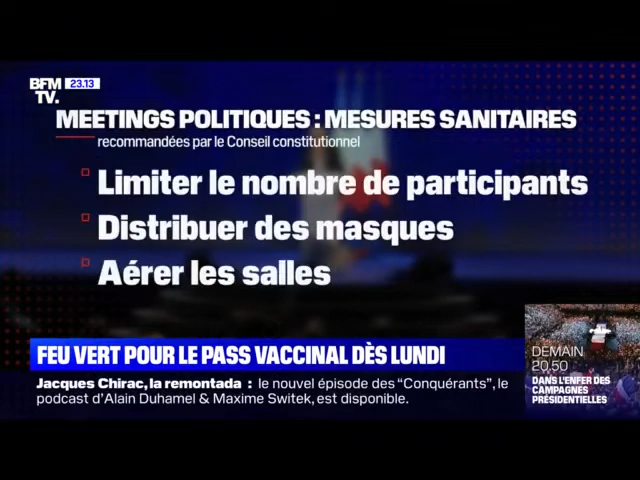 BFM
TV.
23.13
MEETINGS POLITIQUES : MESURES SANITAIRES
recommandées par le Conseil constitutionnel
Limiter le nombre de participants
Distribuer des masques
Aérer les salles
FEU VERT POUR LE PASS VACCINAL DÈS LUNDI
Jacques Chirac, la remontada : le nouvel épisode des “Conquérants”, le
podcast d’Alain Duhamel & Maxime Switek, est disponible.
DEMAIN
20.50
DANS L’ENFER DES
CAMPAGNES
PRÉSIDENTIELLES